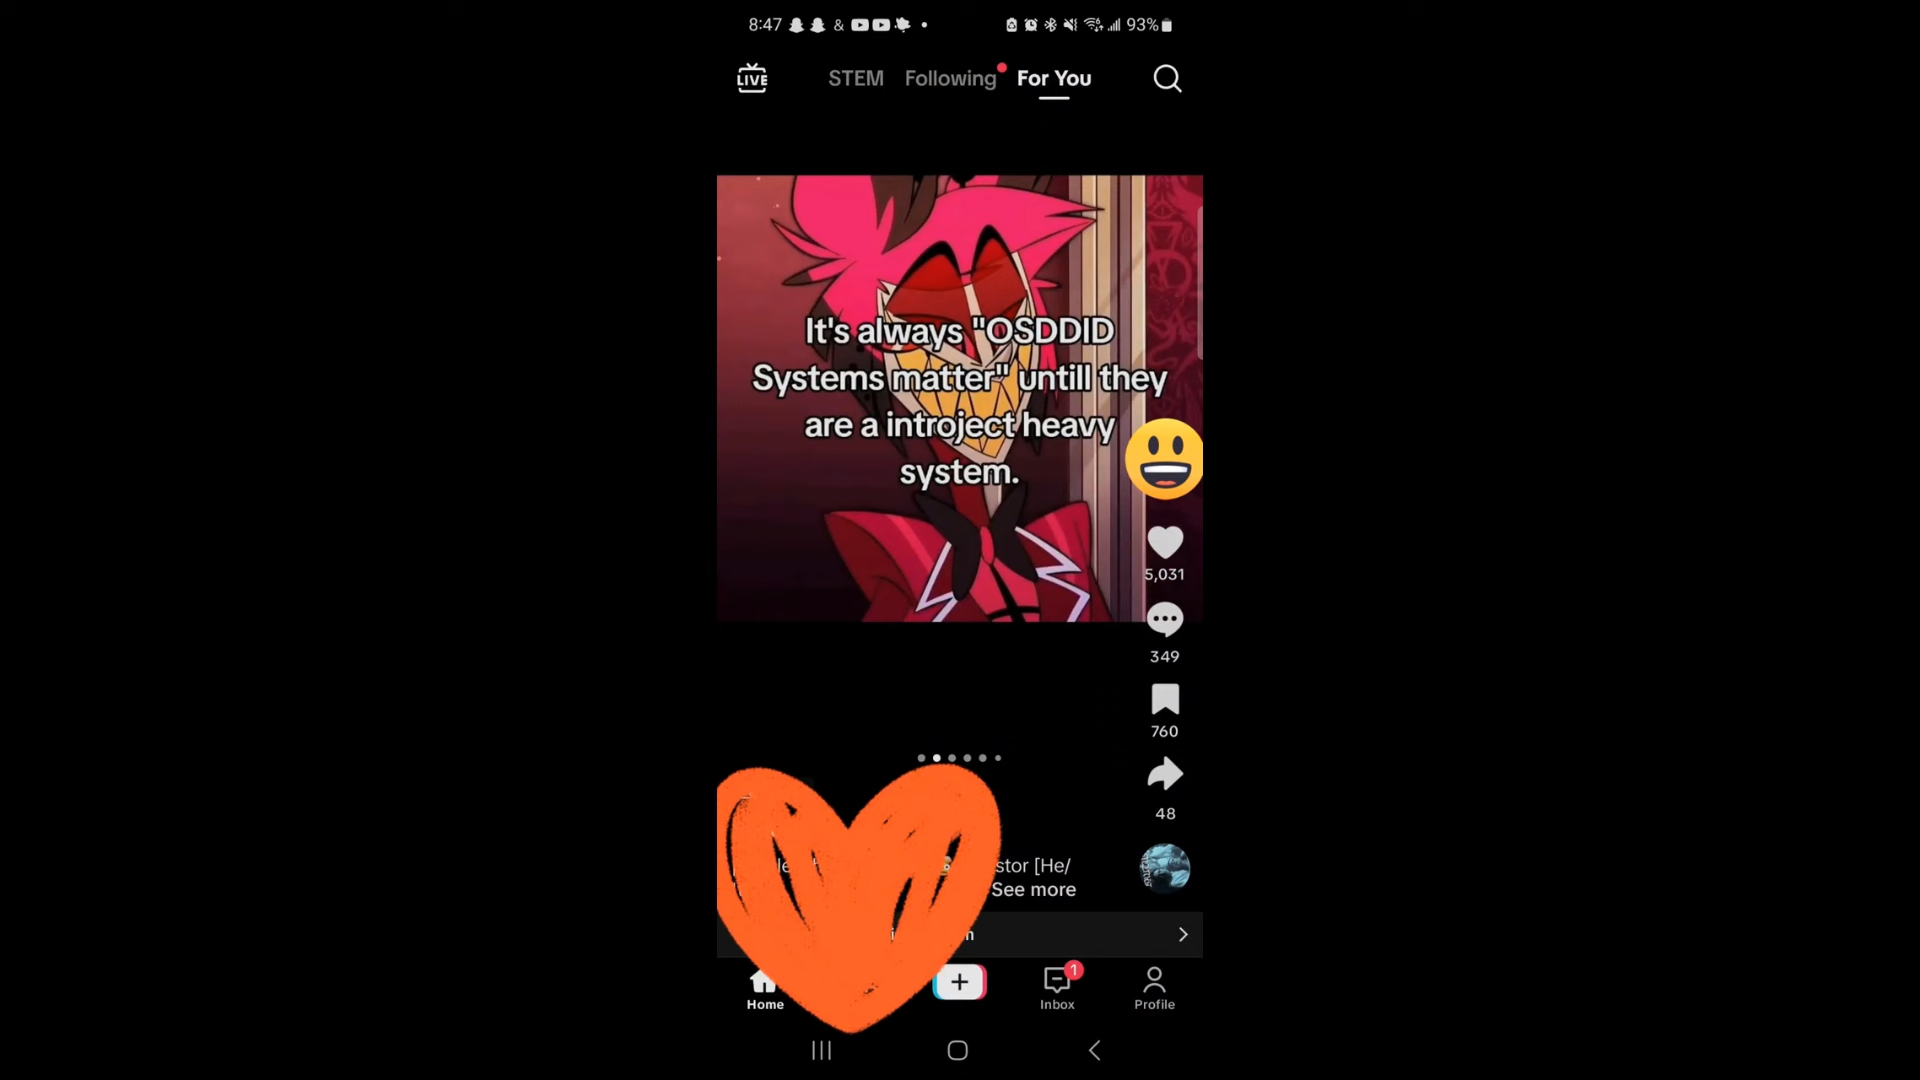 8:47 & 93%
LIVE STEM Following For You
It's always "OSDDID
Systems matter" untill they
are a introject heavy
system.
5,031
349
760
48
stor [He/
See more
1
Home Inbox Profile